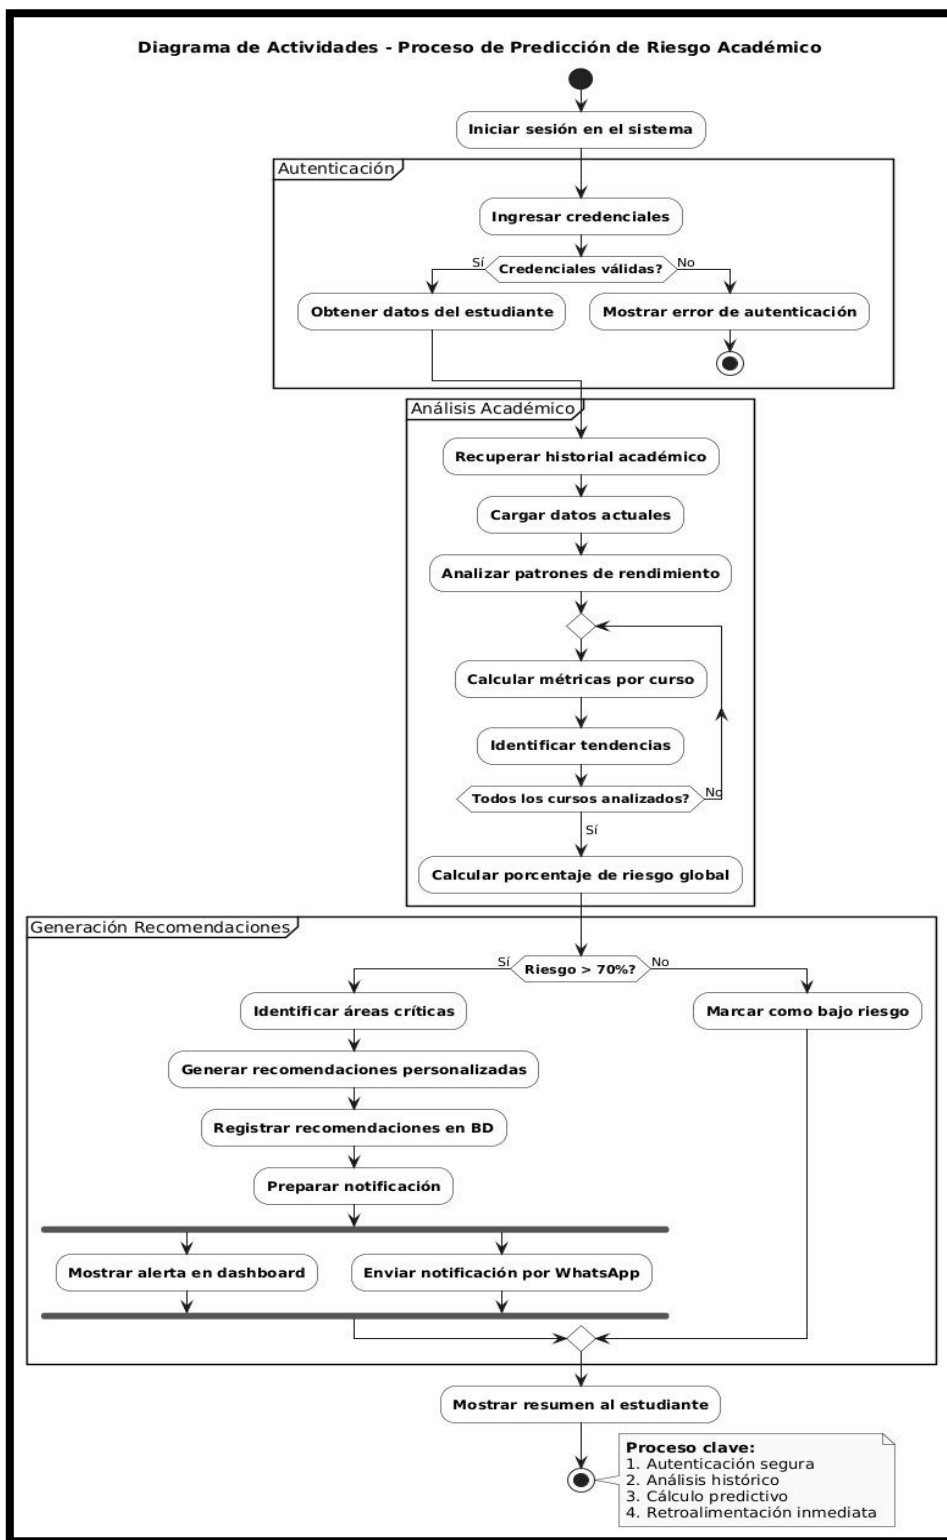 Diagrama de Actividades - Proceso de Predicción de Riesgo Académico
Iniciar sesión en el sistema
Autenticación
Ingresar credenciales
Sí
Credenciales válidas?
No
Obtener datos del estudiante
Mostrar error de autenticación
Análisis Académico
Recuperar historial académico
Cargar datos actuales
Analizar patrones de rendimiento
Calcular métricas por curso
Identificar tendencias
Todos los cursos analizados?
No
Sí
Calcular porcentaje de riesgo global
Generación Recomendaciones
Sí
Riesgo > 70%?
No
Identificar áreas críticas
Marcar como bajo riesgo
Generar recomendaciones personalizadas
Registrar recomendaciones en BD
Preparar notificación
Mostrar alerta en dashboard
Enviar notificación por WhatsApp
Mostrar resumen al estudiante
Proceso clave:
1. Autenticación segura
2. Análisis histórico
3. Cálculo predictivo
4. Retroalimentación inmediata